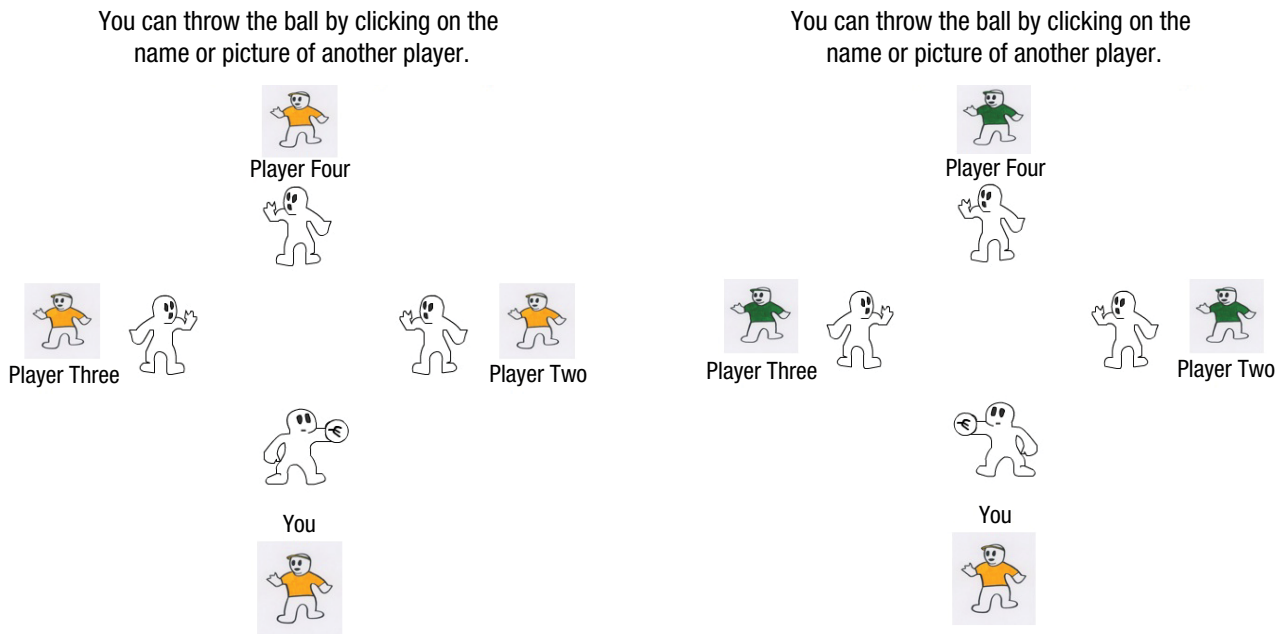 You can throw the ball by clicking on the
name or picture of another player.
Player Four
Player Three
Player Two
You
You can throw the ball by clicking on the
name or picture of another player.
Player Four
Player Three
Player Two
You